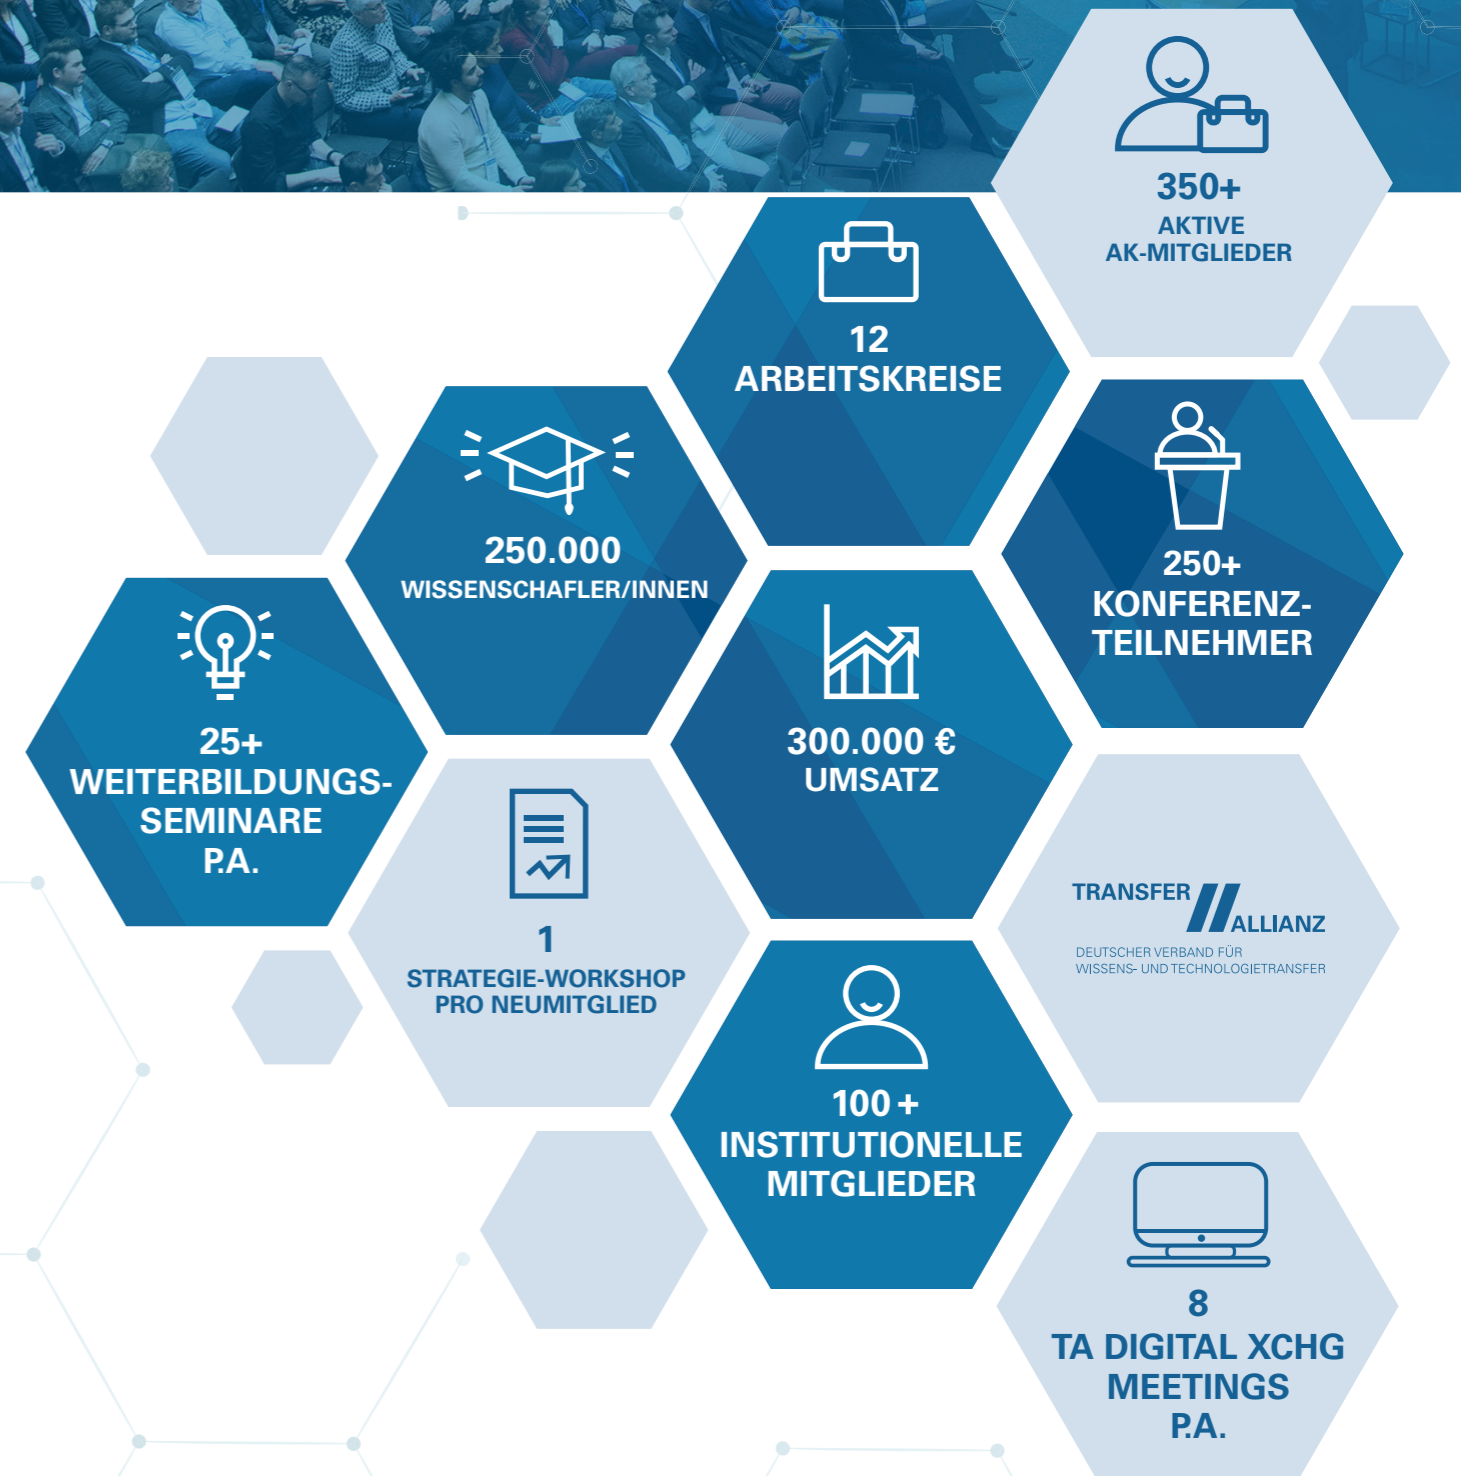 350+
AKTIVE
AK-MITGLIEDER
12
ARBEITSKREISE
250.000
WISSENSCHAFLER/INNEN
250+
KONFERENZ-
TEILNEHMER
25+
WEITERBILDUNGS-
SEMINARE
P.A.
300.000 €
UMSATZ
1
STRATEGIE-WORKSHOP
PRO NEUMITGLIED
TRANSFER
ALLIANZ
DEUTSCHER VERBAND FÜR
WISSENS- UND TECHNOLOGIETRANSFER
100 +
INSTITUTIONELLE
MITGLIEDER
8
TA DIGITAL XCHG
MEETINGS
P.A.